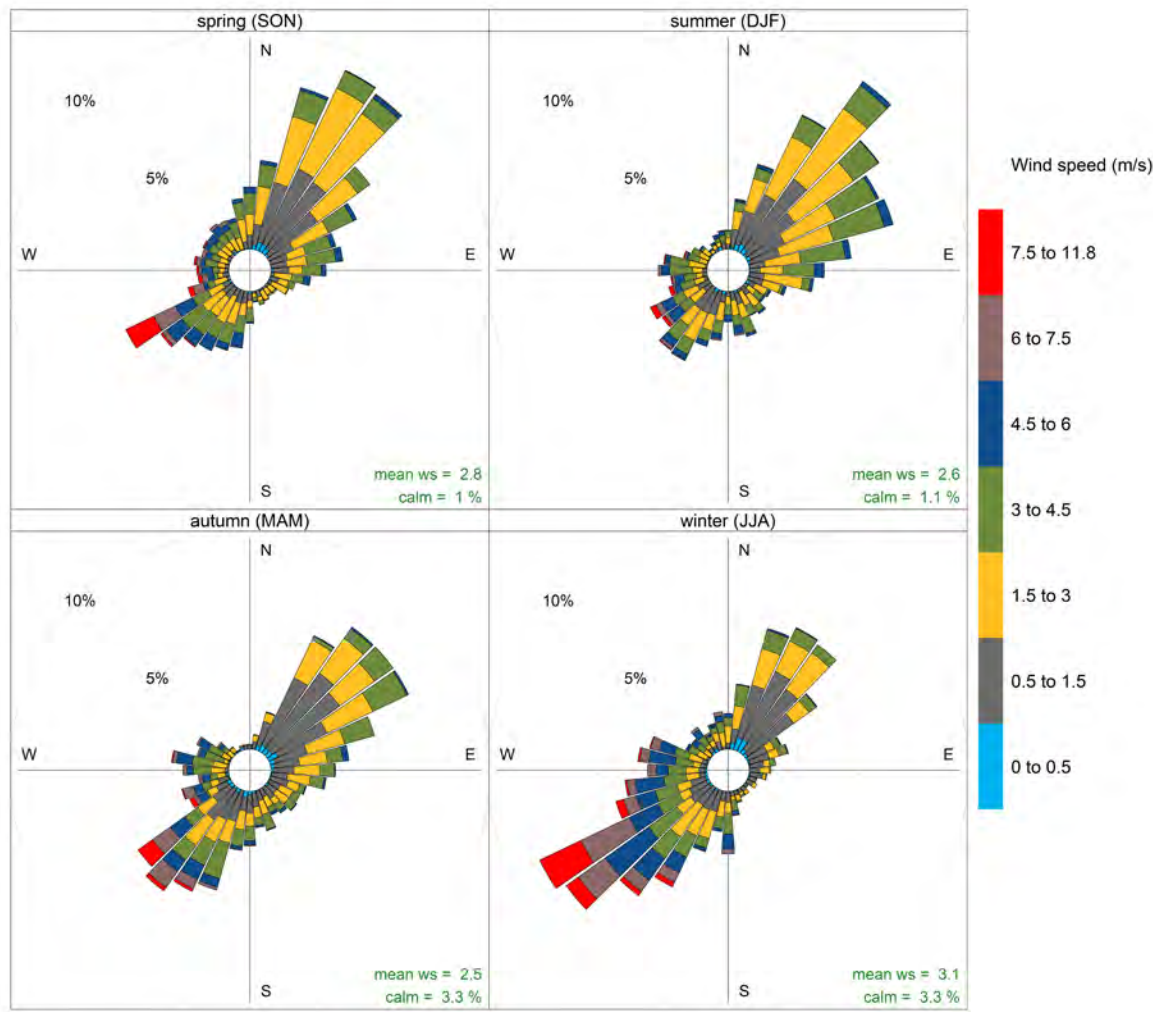 spring (SON)
N
10%
5%
W
E
S
mean ws = 2.8
calm = 1 %
summer (DJF)
N
10%
5%
W
E
S
mean ws = 2.6
calm = 1.1 %
autumn (MAM)
N
10%
5%
W
E
S
mean ws = 2.5
calm = 3.3 %
winter (JJA)
N
10%
5%
W
E
S
mean ws = 3.1
calm = 3.3 %
Wind speed (m/s)
7.5 to 11.8
6 to 7.5
4.5 to 6
3 to 4.5
1.5 to 3
0.5 to 1.5
0 to 0.5